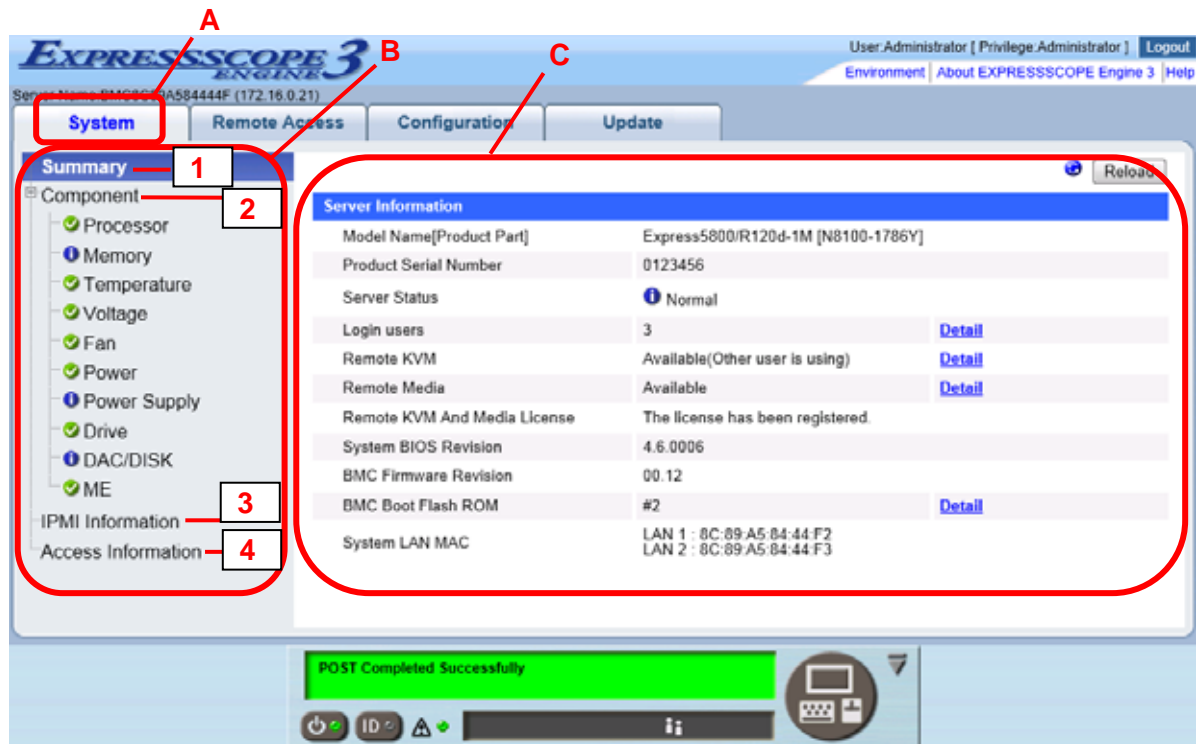 A
B
C
EXPRESSSCOPE
ENGINE 3
User:Administrator [ Privilege:Administrator ] Logout
Environment About EXPRESSSCOPE Engine 3 Help
(172.16.0.21)
System Remote Access Configuration Update
Summary
1
Component
2
Processor
Memory
Temperature
Voltage
Fan
Power
Power Supply
Drive
DAC/DISK
ME
IPMI Information
3
Access Information
4
Reload
Server Information
Model Name[Product Part] Express5800/R120d-1M [N8100-1786Y]
Product Serial Number 0123456
Server Status Normal
Login users 3 Detail
Remote KVM Available(Other user is using) Detail
Remote Media Available Detail
Remote KVM And Media License The license has been registered.
System BIOS Revision 4.6.0006
BMC Firmware Revision 00.12
BMC Boot Flash ROM #2 Detail
System LAN MAC LAN 1 : 8C:89:A5:84:44:F2
LAN 2 : 8C:89:A5:84:44:F3
POST Completed Successfully
ID